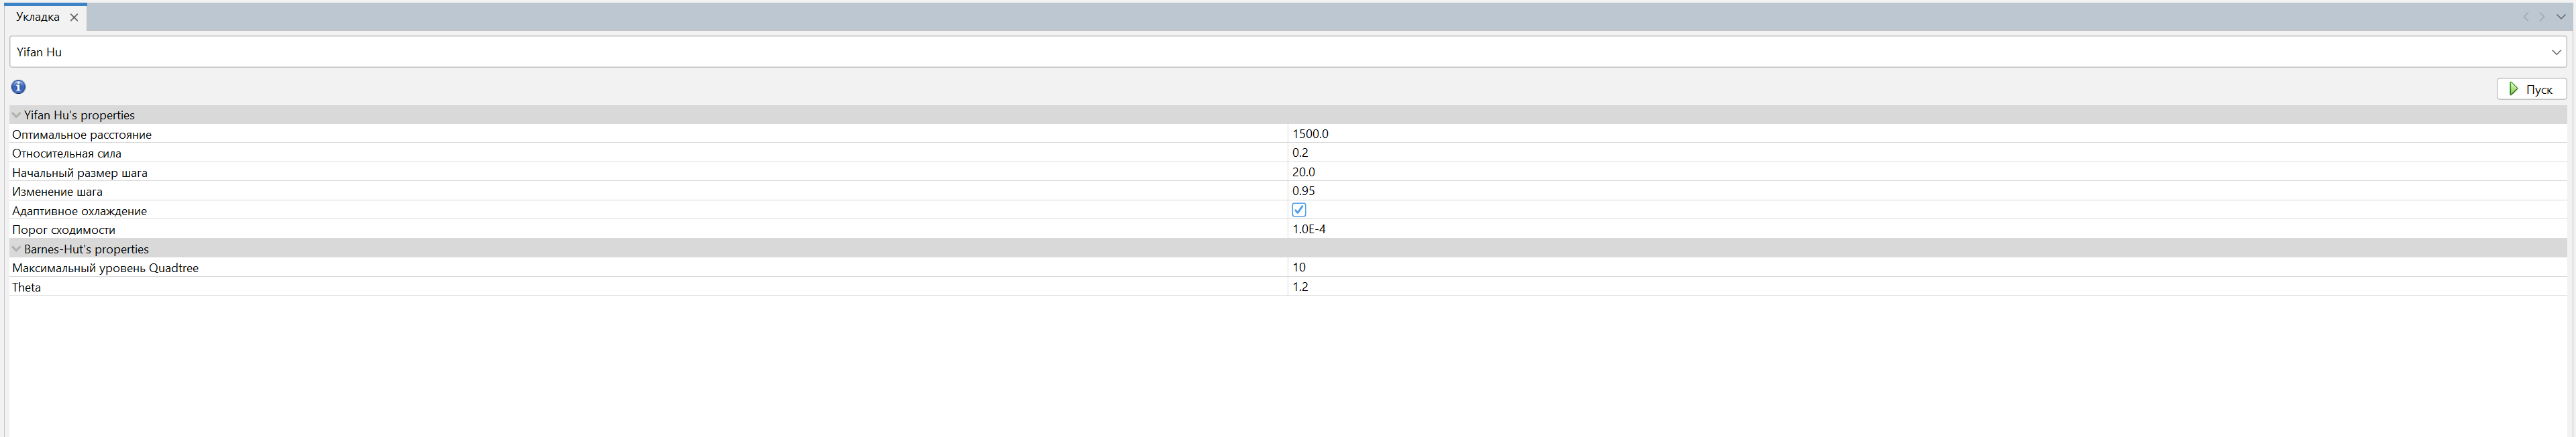 Укладка
Yifan Hu
Пуск
Yifan Hu's properties
Оптимальное расстояние 1500.0
Относительная сила 0.2
Начальный размер шага 20.0
Изменение шага 0.95
Адаптивное охлаждение
Порог сходимости 1.0E-4
Barnes-Hut's properties
Максимальный уровень Quadtree 10
Theta 1.2